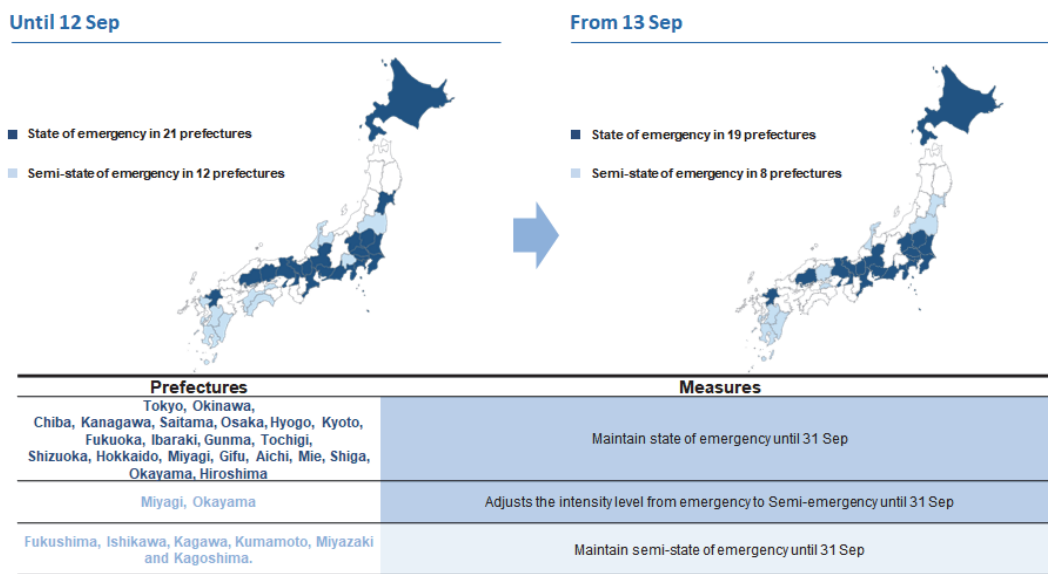 Until 12 Sep
From 13 Sep
State of emergency in 21 prefectures
Semi-state of emergency in 12 prefectures
State of emergency in 19 prefectures
Semi-state of emergency in 8 prefectures
Prefectures
Measures
Tokyo, Okinawa,
Chiba, Kanagawa, Saitama, Osaka, Hyogo, Kyoto,
Fukuoka, Ibaraki, Gunma, Tochigi,
Shizuoka, Hokkaido, Miyagi, Gifu, Aichi, Mie, Shiga,
Okayama, Hiroshima
Maintain state of emergency until 31 Sep
Miyagi, Okayama
Adjusts the intensity level from emergency to Semi-emergency until 31 Sep
Fukushima, Ishikawa, Kagawa, Kumamoto, Miyazaki
and Kagoshima.
Maintain semi-state of emergency until 31 Sep